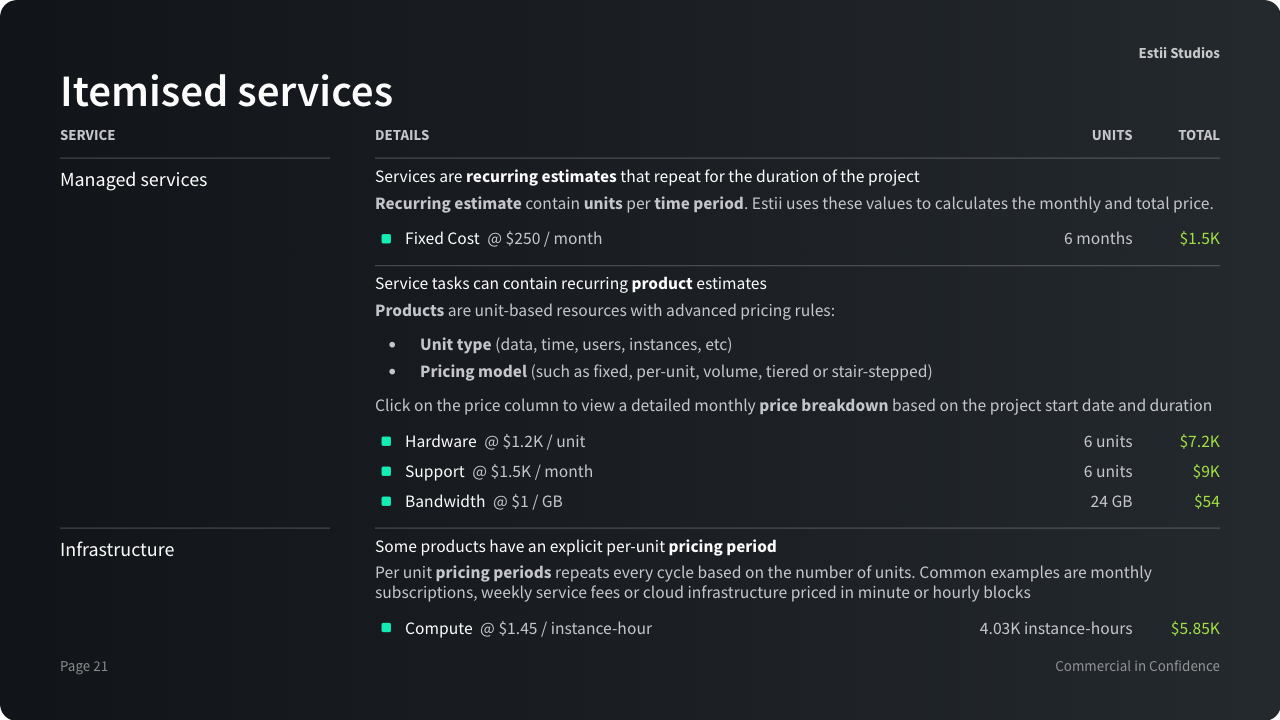 Estii Studios
Itemised services
SERVICE
DETAILS UNITS TOTAL
Managed services
Services are recurring estimates that repeat for the duration of the project
Recurring estimate contain units per time period. Estii uses these values to calculates the monthly and total price.
Fixed Cost @ $250 / month 6 months $1.5K
Service tasks can contain recurring product estimates
Products are unit-based resources with advanced pricing rules:
• Unit type (data, time, users, instances, etc)
• Pricing model (such as fixed, per-unit, volume, tiered or stair-stepped)
Click on the price column to view a detailed monthly price breakdown based on the project start date and duration
Hardware @ $1.2K / unit 6 units $7.2K
Support @ $1.5K / month 6 units $9K
Bandwidth @ $1 / GB 24 GB $54
Infrastructure
Some products have an explicit per-unit pricing period
Per unit pricing periods repeats every cycle based on the number of units. Common examples are monthly
subscriptions, weekly service fees or cloud infrastructure priced in minute or hourly blocks
Compute @ $1.45 / instance-hour 4.03K instance-hours $5.85K
Page 21
Commercial in Confidence